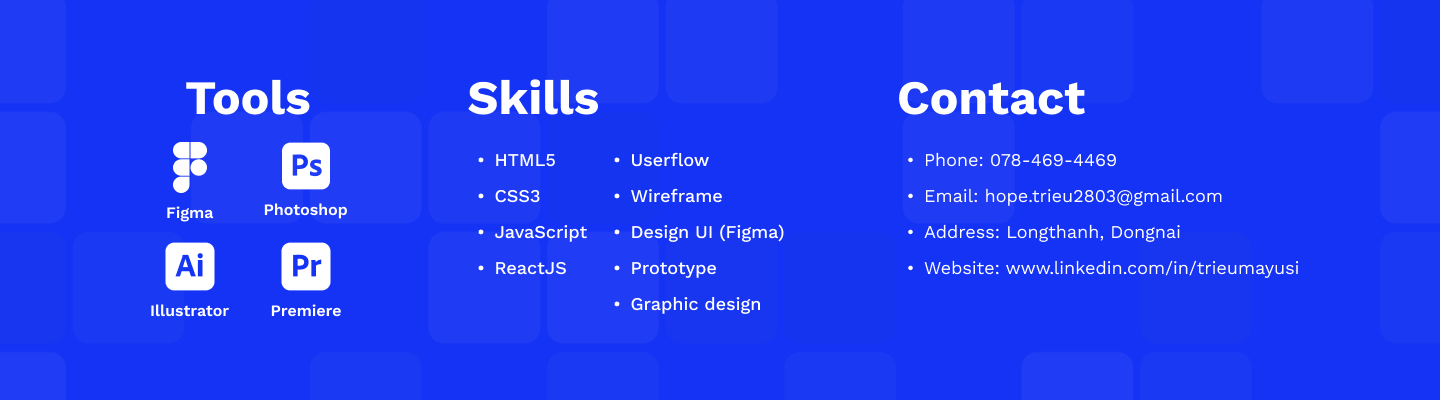 Tools
Figma
Ps
Photoshop
Ai
Illustrator
Pr
Premiere
Skills
• HTML5
• CSS3
• JavaScript
• ReactJS
• Userflow
• Wireframe
• Design UI (Figma)
• Prototype
• Graphic design
Contact
• Phone: 078-469-4469
• Email: hope.trieu2803@gmail.com
• Address: Longthanh, Dongnai
• Website: www.linkedin.com/in/trieumayusi